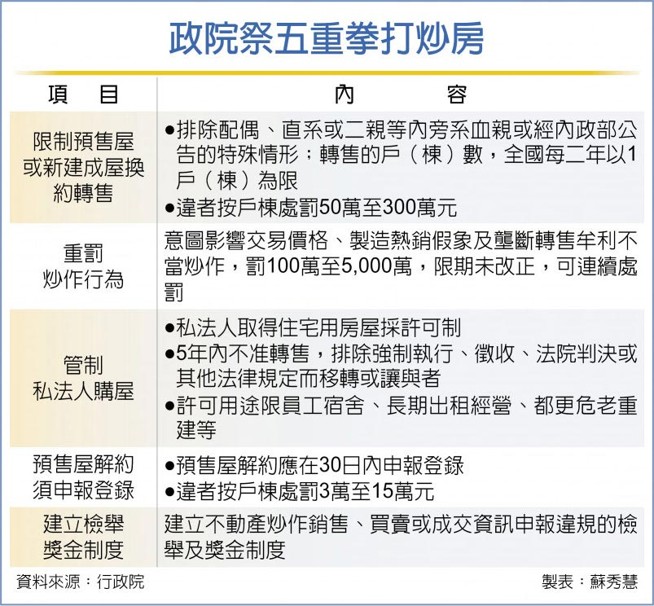 政院祭五重拳打炒房
項目 內容
限制預售屋
或新建成屋換
約轉售
●排除配偶、直系或二親等內旁系血親或經內政部公
告的特殊情形；轉售的戶（棟）數，全國每二年以1
戶（棟）為限
●違者按戶棟處罰50萬至300萬元
重罰
炒作行為
意圖影響交易價格、製造熱銷假象及壟斷轉售牟利不
當炒作，罰100萬至5,000萬，限期未改正，可連續處
罰
管制
私法人購屋
●私法人取得住宅用房屋採許可制
●5年內不准轉售，排除強制執行、徵收、法院判決或
其他法律規定而移轉或讓與者
●許可用途限員工宿舍、長期出租經營、都更危老重
建等
預售屋解約
須申報登錄
●預售屋解約應在30日內申報登錄
●違者按戶棟處罰3萬至15萬元
建立檢舉
獎金制度
建立不動產炒作銷售、買賣或成交資訊申報違規的檢
舉及獎金制度
資料來源：行政院
製表：蘇秀慧